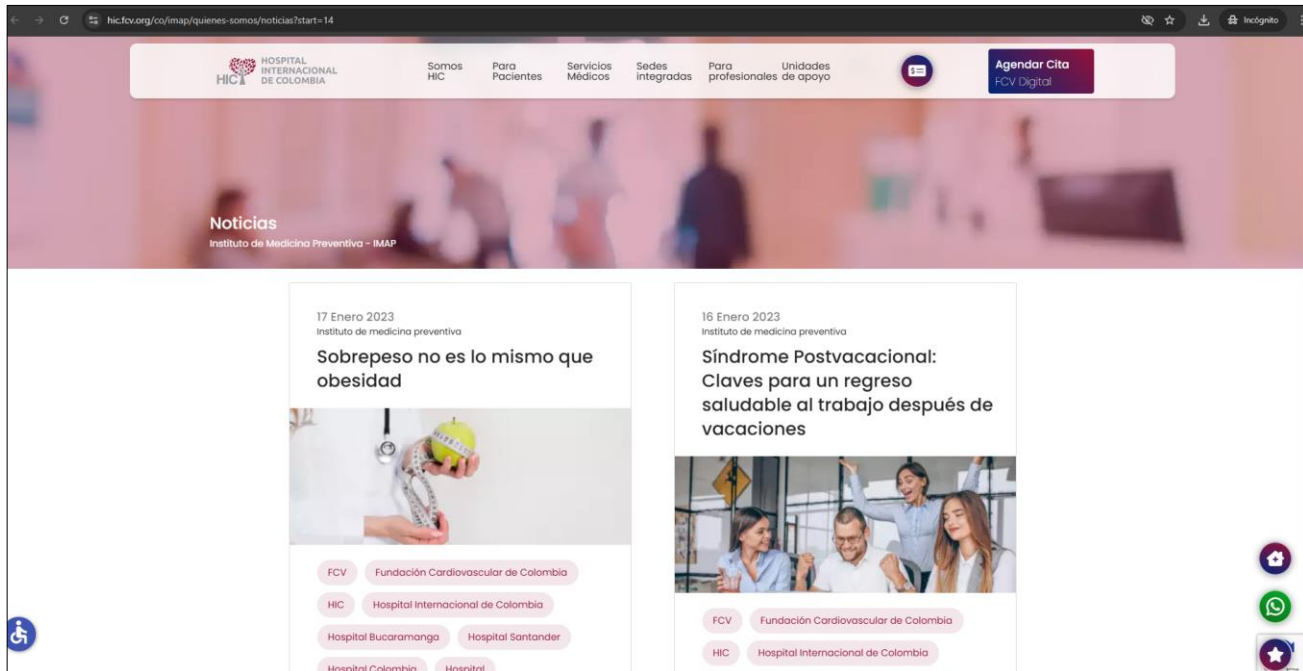 hic.fcv.org/co/imap/quienes-somos/noticias?start=14
Incógnito
HIC
HOSPITAL
INTERNACIONAL
DE COLOMBIA
Somos
HIC
Para
Pacientes
Servicios
Médicos
Sedes
integradas
Para
profesionales
Unidades
de apoyo
Agendar Cita
FCV Digital
Noticias
Instituto de Medicina Preventiva - IMAP
17 Enero 2023
Instituto de medicina preventiva
Sobrepeso no es lo mismo que
obesidad
FCV
Fundación Cardiovascular de Colombia
HIC
Hospital Internacional de Colombia
Hospital Bucaramanga
Hospital Santander
Hospital Colombia
Hospital
16 Enero 2023
Instituto de medicina preventiva
Síndrome Postvacacional:
Claves para un regreso
saludable al trabajo después de
vacaciones
FCV
Fundación Cardiovascular de Colombia
HIC
Hospital Internacional de Colombia